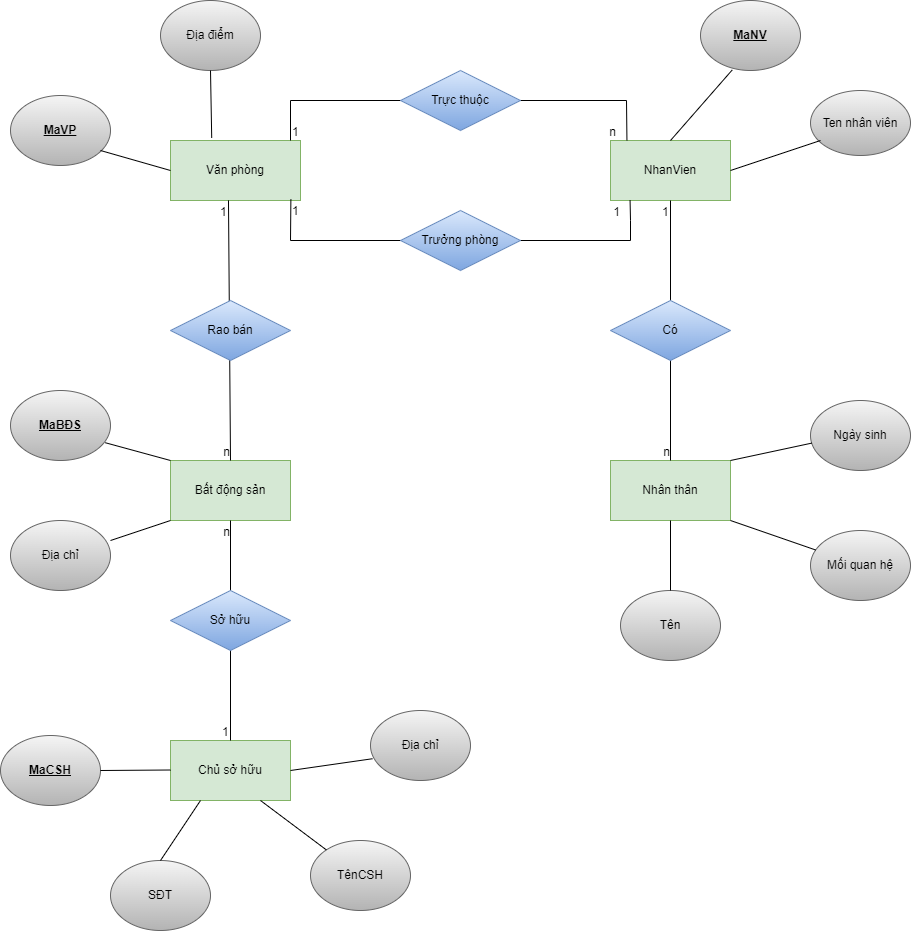 Địa điểm
MaNV
Trực thuộc
Ten nhân viên
MaVP
1
n
Văn phòng
NhanVien
1
1
1
1
Trưởng phòng
Rao bán
Có
MaBĐS
Ngày sinh
n
n
Bất động sản
Nhân thân
n
Địa chỉ
Mối quan hệ
Sở hữu
Tên
1
Địa chỉ
MaCSH
Chủ sở hữu
TênCSH
SĐT